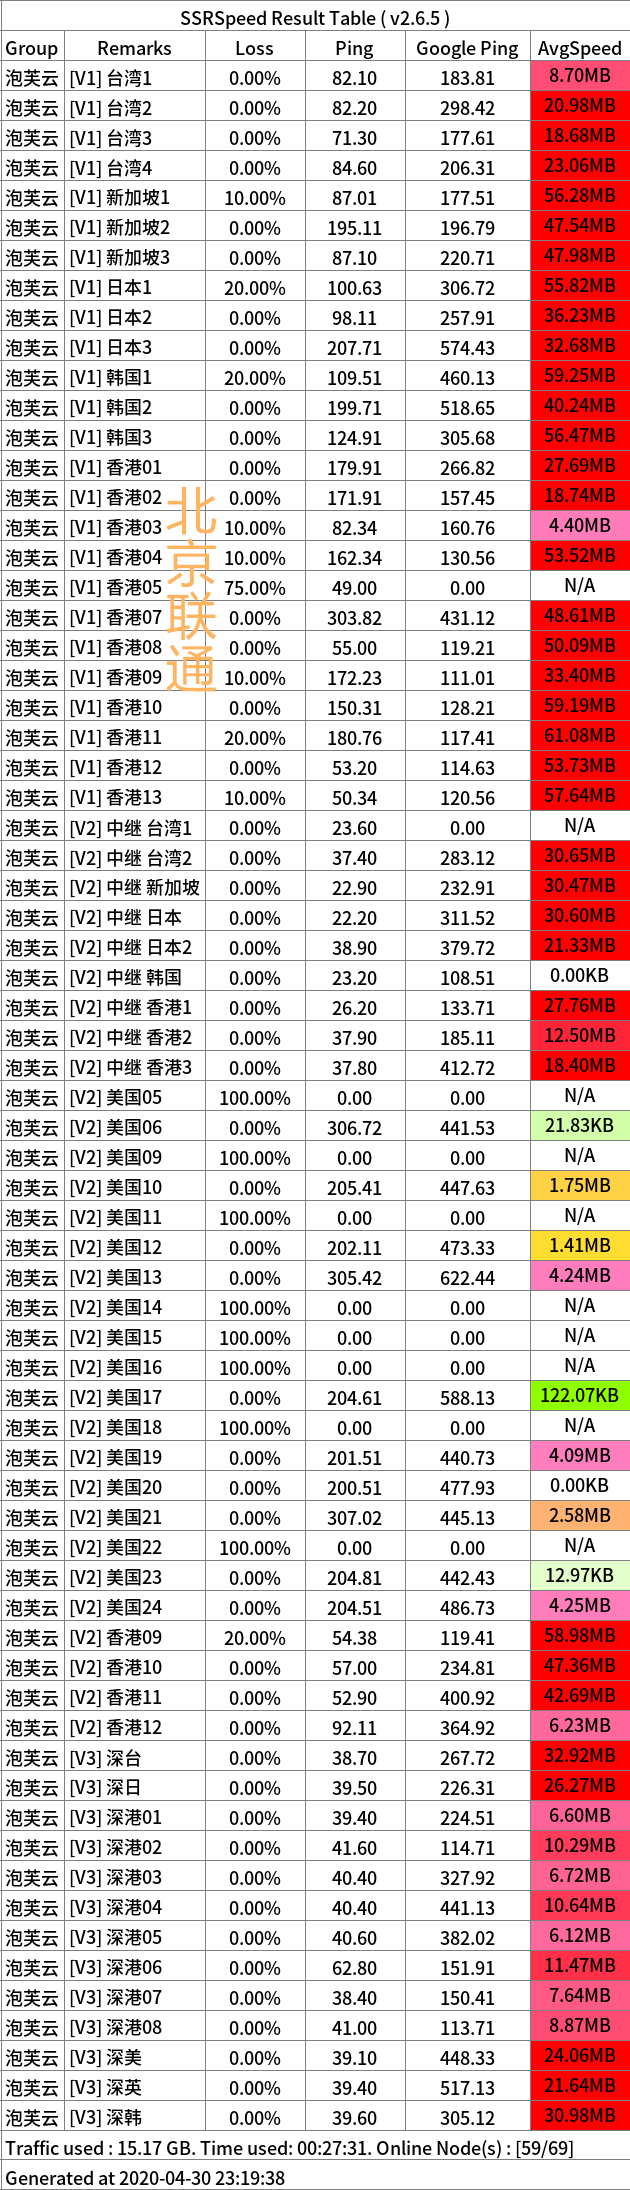 SSRSpeed Result Table ( v2.6.5 )
Group Remarks Loss Ping Google Ping AvgSpeed
泡芙云 [V1] 台湾1 0.00% 82.10 183.81 8.70MB
泡芙云 [V1] 台湾2 0.00% 82.20 298.42 20.98MB
泡芙云 [V1] 台湾3 0.00% 71.30 177.61 18.68MB
泡芙云 [V1] 台湾4 0.00% 84.60 206.31 23.06MB
泡芙云 [V1] 新加坡1 10.00% 87.01 177.51 56.28MB
泡芙云 [V1] 新加坡2 0.00% 195.11 196.79 47.54MB
泡芙云 [V1] 新加坡3 0.00% 87.10 220.71 47.98MB
泡芙云 [V1] 日本1 20.00% 100.63 306.72 55.82MB
泡芙云 [V1] 日本2 0.00% 98.11 257.91 36.23MB
泡芙云 [V1] 日本3 0.00% 207.71 574.43 32.68MB
泡芙云 [V1] 韩国1 20.00% 109.51 460.13 59.25MB
泡芙云 [V1] 韩国2 0.00% 199.71 518.65 40.24MB
泡芙云 [V1] 韩国3 0.00% 124.91 305.68 56.47MB
泡芙云 [V1] 香港01 0.00% 179.91 266.82 27.69MB
泡芙云 [V1] 香港02 0.00% 171.91 157.45 18.74MB
泡芙云 [V1] 香港03 10.00% 82.34 160.76 4.40MB
泡芙云 [V1] 香港04 10.00% 162.34 130.56 53.52MB
泡芙云 [V1] 香港05 75.00% 49.00 0.00 N/A
泡芙云 [V1] 香港07 0.00% 303.82 431.12 48.61MB
泡芙云 [V1] 香港08 0.00% 55.00 119.21 50.09MB
泡芙云 [V1] 香港09 10.00% 172.23 111.01 33.40MB
泡芙云 [V1] 香港10 0.00% 150.31 128.21 59.19MB
泡芙云 [V1] 香港11 20.00% 180.76 117.41 61.08MB
泡芙云 [V1] 香港12 0.00% 53.20 114.63 53.73MB
泡芙云 [V1] 香港13 10.00% 50.34 120.56 57.64MB
泡芙云 [V2] 中继 台湾1 0.00% 23.60 0.00 N/A
泡芙云 [V2] 中继 台湾2 0.00% 37.40 283.12 30.65MB
泡芙云 [V2] 中继 新加坡 0.00% 22.90 232.91 30.47MB
泡芙云 [V2] 中继 日本 0.00% 22.20 311.52 30.60MB
泡芙云 [V2] 中继 日本2 0.00% 38.90 379.72 21.33MB
泡芙云 [V2] 中继 韩国 0.00% 23.20 108.51 0.00KB
泡芙云 [V2] 中继 香港1 0.00% 26.20 133.71 27.76MB
泡芙云 [V2] 中继 香港2 0.00% 37.90 185.11 12.50MB
泡芙云 [V2] 中继 香港3 0.00% 37.80 412.72 18.40MB
泡芙云 [V2] 美国05 100.00% 0.00 0.00 N/A
泡芙云 [V2] 美国06 0.00% 306.72 441.53 21.83KB
泡芙云 [V2] 美国09 100.00% 0.00 0.00 N/A
泡芙云 [V2] 美国10 0.00% 205.41 447.63 1.75MB
泡芙云 [V2] 美国11 100.00% 0.00 0.00 N/A
泡芙云 [V2] 美国12 0.00% 202.11 473.33 1.41MB
泡芙云 [V2] 美国13 0.00% 305.42 622.44 4.24MB
泡芙云 [V2] 美国14 100.00% 0.00 0.00 N/A
泡芙云 [V2] 美国15 100.00% 0.00 0.00 N/A
泡芙云 [V2] 美国16 100.00% 0.00 0.00 N/A
泡芙云 [V2] 美国17 0.00% 204.61 588.13 122.07KB
泡芙云 [V2] 美国18 100.00% 0.00 0.00 N/A
泡芙云 [V2] 美国19 0.00% 201.51 440.73 4.09MB
泡芙云 [V2] 美国20 0.00% 200.51 477.93 0.00KB
泡芙云 [V2] 美国21 0.00% 307.02 445.13 2.58MB
泡芙云 [V2] 美国22 100.00% 0.00 0.00 N/A
泡芙云 [V2] 美国23 0.00% 204.81 442.43 12.97KB
泡芙云 [V2] 美国24 0.00% 204.51 486.73 4.25MB
泡芙云 [V2] 香港09 20.00% 54.38 119.41 58.98MB
泡芙云 [V2] 香港10 0.00% 57.00 234.81 47.36MB
泡芙云 [V2] 香港11 0.00% 52.90 400.92 42.69MB
泡芙云 [V2] 香港12 0.00% 92.11 364.92 6.23MB
泡芙云 [V3] 深台 0.00% 38.70 267.72 32.92MB
泡芙云 [V3] 深日 0.00% 39.50 226.31 26.27MB
泡芙云 [V3] 深港01 0.00% 39.40 224.51 6.60MB
泡芙云 [V3] 深港02 0.00% 41.60 114.71 10.29MB
泡芙云 [V3] 深港03 0.00% 40.40 327.92 6.72MB
泡芙云 [V3] 深港04 0.00% 40.40 441.13 10.64MB
泡芙云 [V3] 深港05 0.00% 40.60 382.02 6.12MB
泡芙云 [V3] 深港06 0.00% 62.80 151.91 11.47MB
泡芙云 [V3] 深港07 0.00% 38.40 150.41 7.64MB
泡芙云 [V3] 深港08 0.00% 41.00 113.71 8.87MB
泡芙云 [V3] 深美 0.00% 39.10 448.33 24.06MB
泡芙云 [V3] 深英 0.00% 39.40 517.13 21.64MB
泡芙云 [V3] 深韩 0.00% 39.60 305.12 30.98MB
Traffic used : 15.17 GB. Time used: 00:27:31. Online Node(s) : [59/69]
Generated at 2020-04-30 23:19:38
北京联通